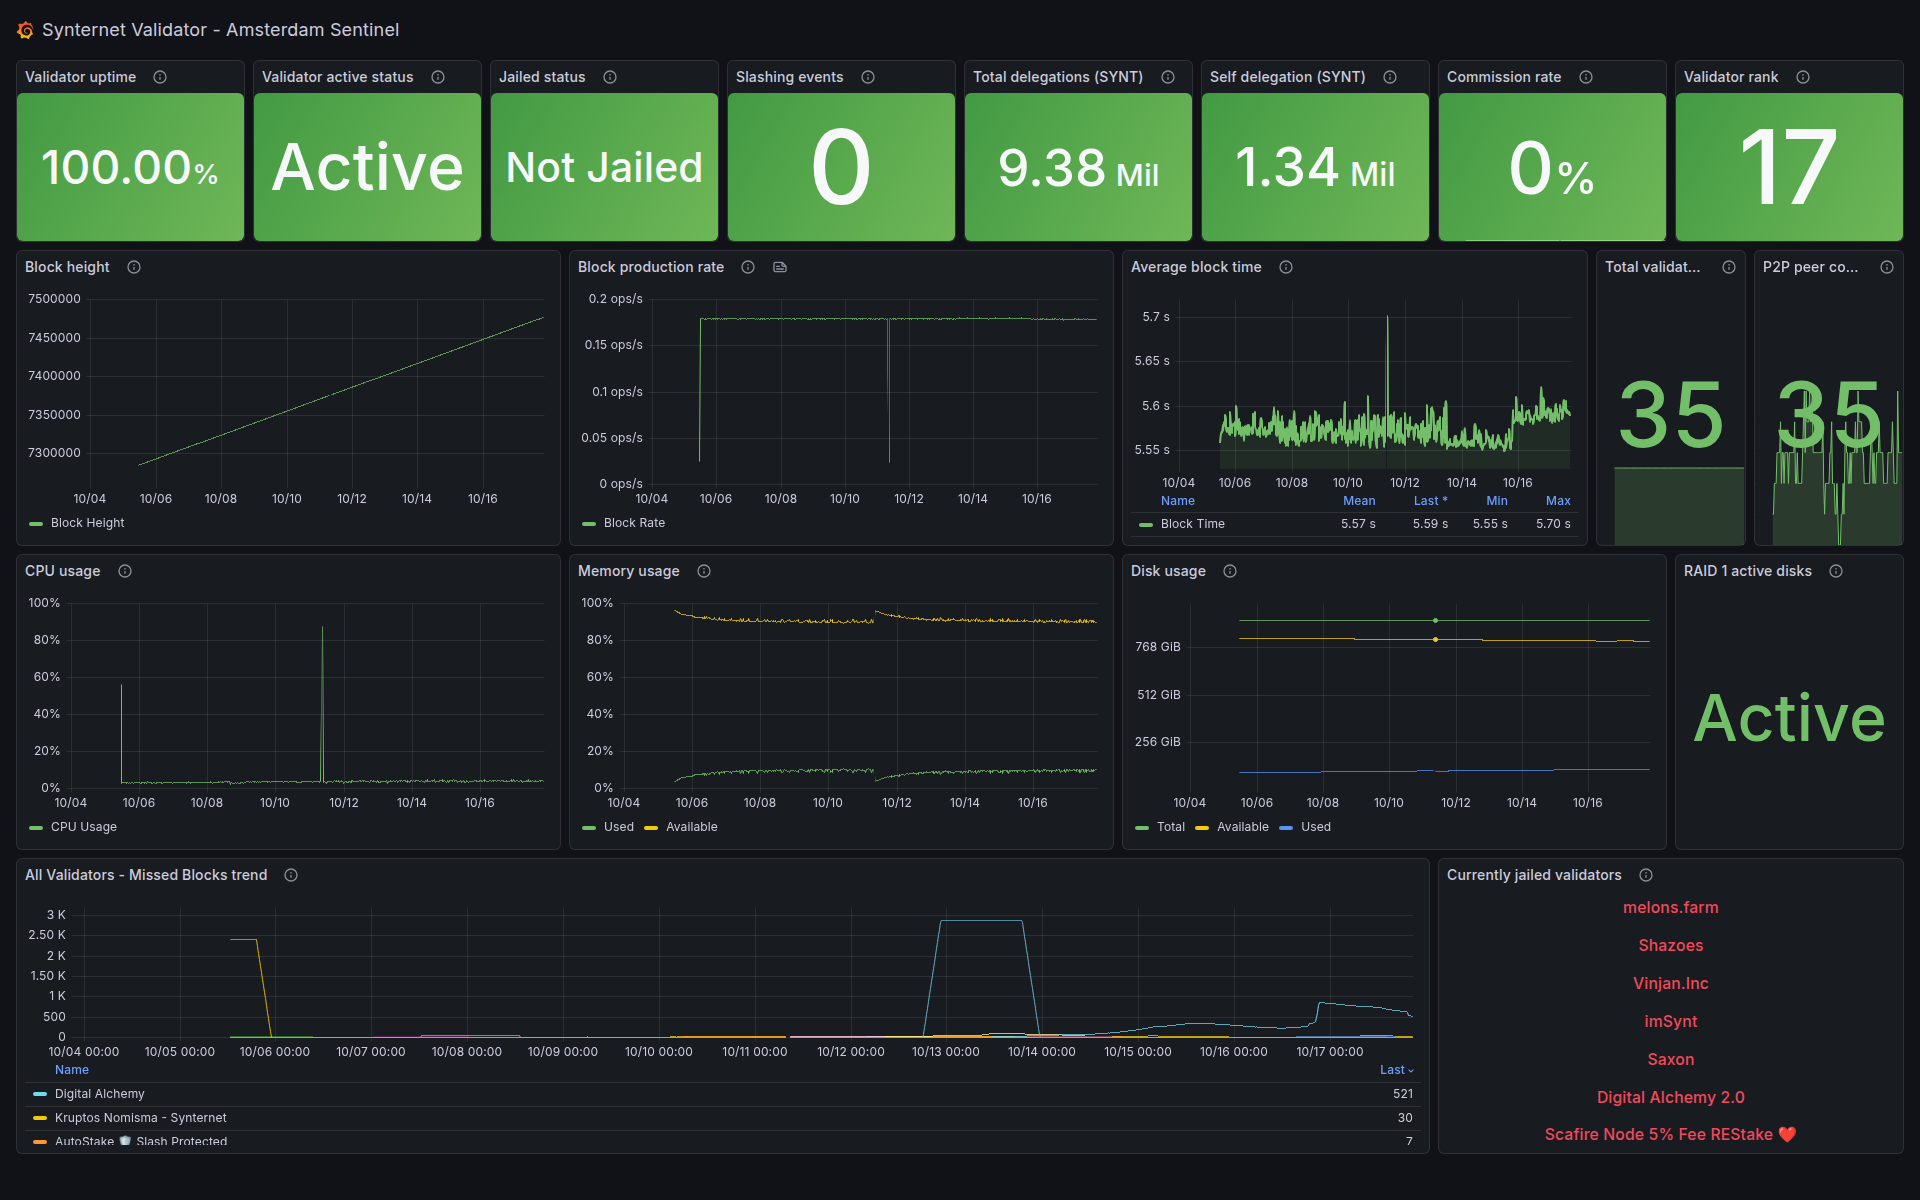 Synternet Validator - Amsterdam Sentinel
Validator uptime
Validator active status
Jailed status
Slashing events
Total delegations (SYNT)
Self delegation (SYNT)
Commission rate
Validator rank
100.00%
Active
Not Jailed
0
9.38 Mil
1.34 Mil
0%
17
Block height
7500000
7450000
7400000
7350000
7300000
10/04 10/06 10/08 10/10 10/12 10/14 10/16
Block Height
Block production rate
0.2 ops/s
0.15 ops/s
0.1 ops/s
0.05 ops/s
0 ops/s
10/04 10/06 10/08 10/10 10/12 10/14 10/16
Block Rate
Average block time
5.7 s
5.65 s
5.6 s
5.55 s
10/04 10/06 10/08 10/10 10/12 10/14 10/16
Name Mean Last * Min Max
Block Time 5.57 s 5.59 s 5.55 s 5.70 s
Total validat...
35
P2P peer co...
35
CPU usage
100%
80%
60%
40%
20%
0%
10/04 10/06 10/08 10/10 10/12 10/14 10/16
CPU Usage
Memory usage
100%
80%
60%
40%
20%
0%
10/04 10/06 10/08 10/10 10/12 10/14 10/16
Used Available
Disk usage
768 GiB
512 GiB
256 GiB
10/04 10/06 10/08 10/10 10/12 10/14 10/16
Total Available Used
RAID 1 active disks
Active
All Validators - Missed Blocks trend
3 K
2.50 K
2 K
1.50 K
1 K
500
0
10/04 00:00 10/05 00:00 10/06 00:00 10/07 00:00 10/08 00:00 10/09 00:00 10/10 00:00 10/11 00:00 10/12 00:00 10/13 00:00 10/14 00:00 10/15 00:00 10/16 00:00 10/17 00:00
Name Last
Digital Alchemy 521
Kruptos Nomisma - Synternet 30
AutoStake 🛡️ Slash Protected 7
Currently jailed validators
melons.farm
Shazoes
Vinjan.Inc
imSynt
Saxon
Digital Alchemy 2.0
Scafire Node 5% Fee REStake ❤️